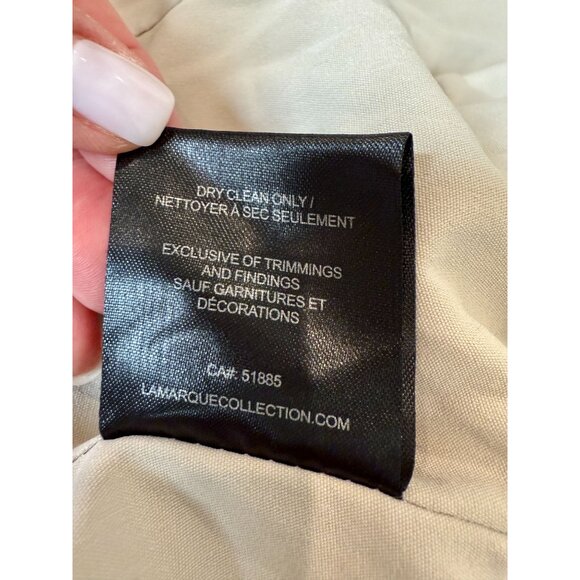 DRY CLEAN ONLY /
NETTOYER À SEC SEULEMENT
EXCLUSIVE OF TRIMMINGS
AND FINDINGS
SAUF GARNITURES ET
DÉCORATIONS
CA#: 51885
LAMARQUECOLLECTION.COM